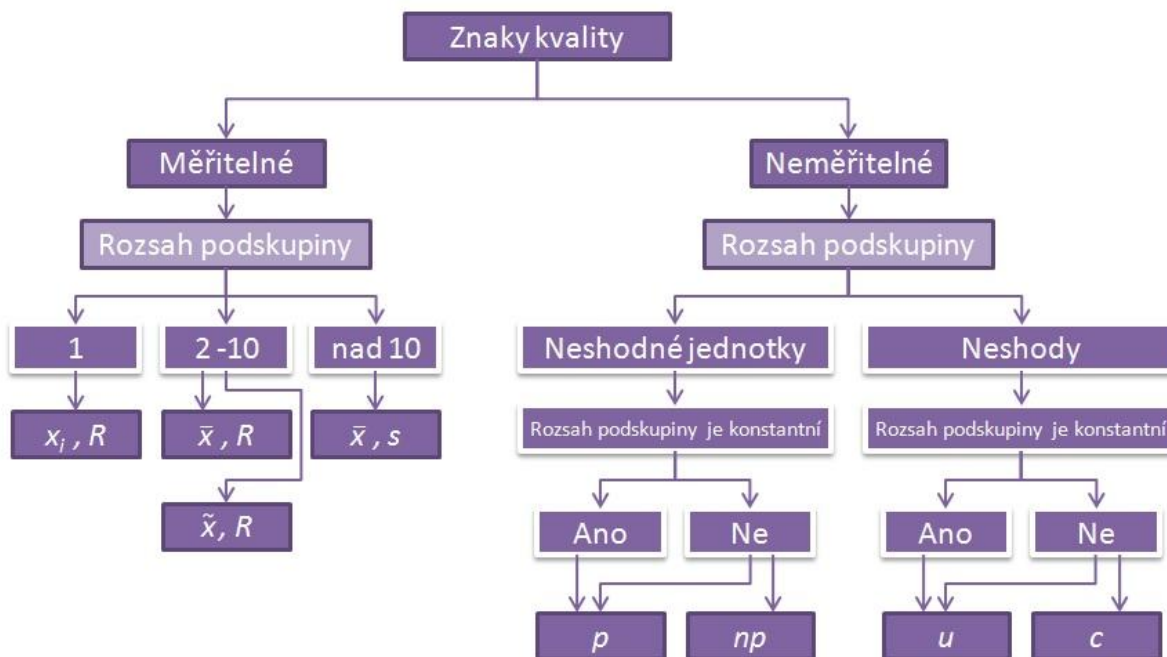 Znaky kvality
Měřitelné
Neměřitelné
Rozsah podskupiny
Rozsah podskupiny
1
2 -10
nad 10
Neshodné jednotky
Neshody
x̄ᵢ , R
x̄ , R
x̄ , s
Rozsah podskupiny je konstantní
Rozsah podskupiny je konstantní
x̃ , R
Ano
Ne
Ano
Ne
p
np
u
c